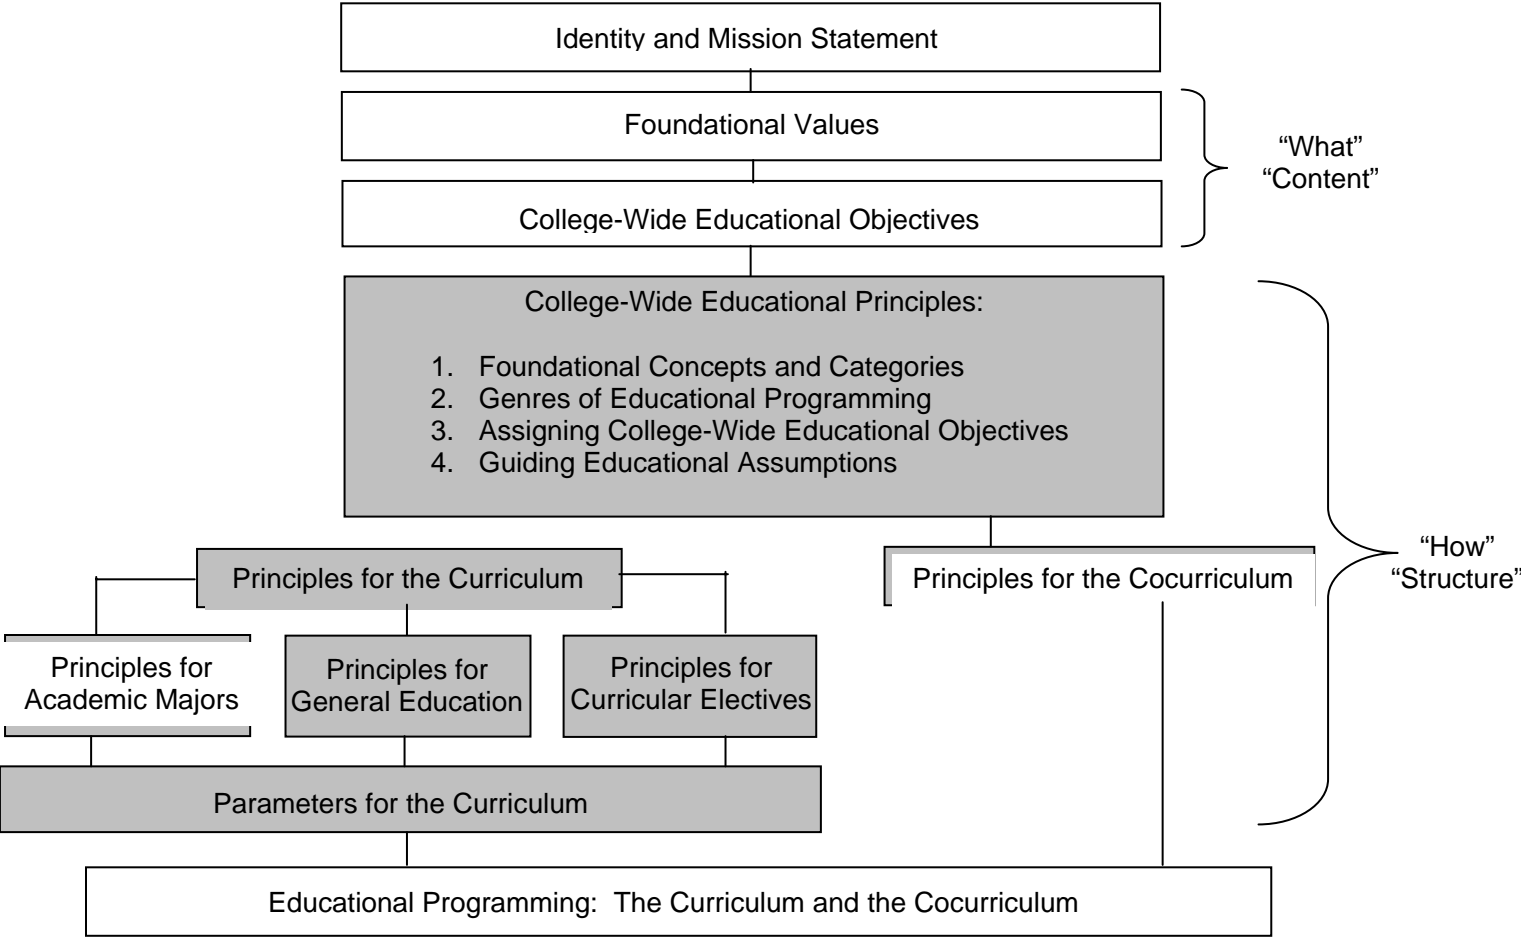 Identity and Mission Statement
Foundational Values
“What”
“Content”
College-Wide Educational Objectives
College-Wide Educational Principles:
1. Foundational Concepts and Categories
2. Genres of Educational Programming
3. Assigning College-Wide Educational Objectives
4. Guiding Educational Assumptions
“How”
“Structure”
Principles for the Curriculum
Principles for the Cocurriculum
Principles for
Academic Majors
Principles for
General Education
Principles for
Curricular Electives
Parameters for the Curriculum
Educational Programming: The Curriculum and the Cocurriculum